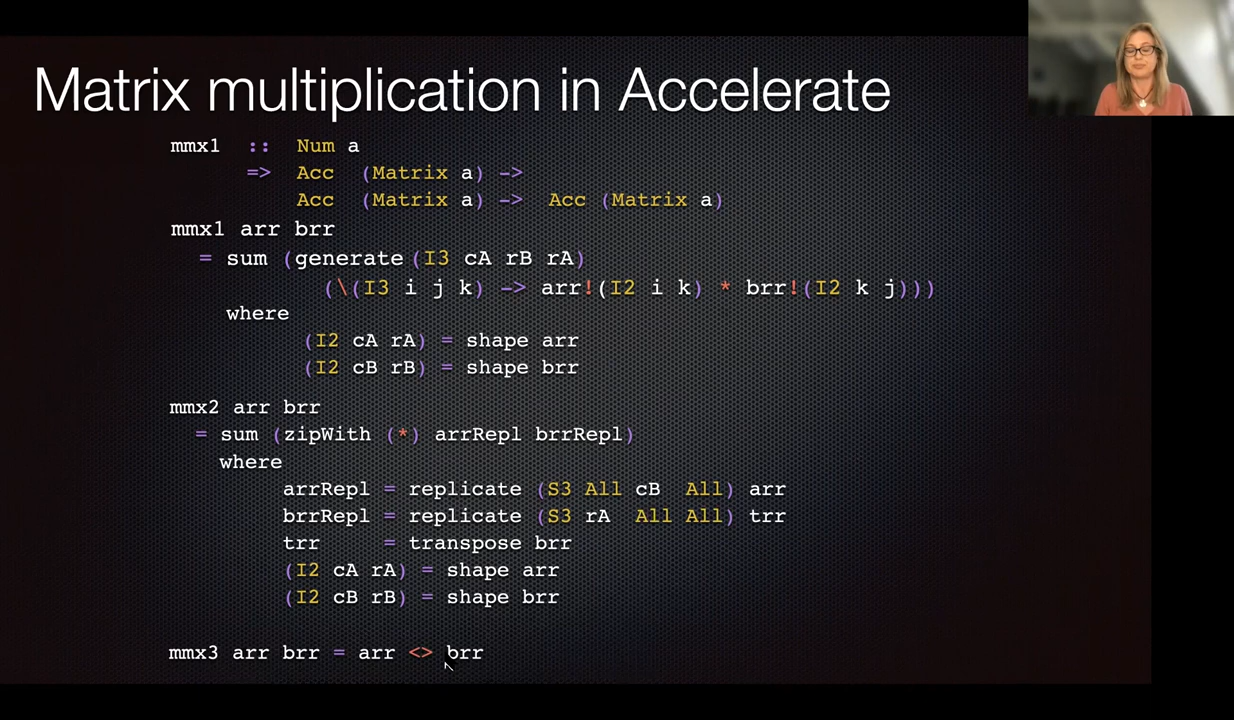 Matrix multiplication in Accelerate
mmx1 :: Num a
=> Acc (Matrix a) ->
Acc (Matrix a) -> Acc (Matrix a)
mmx1 arr brr
= sum (generate (I3 cA rB rA)
(\(I3 i j k) -> arr!(I2 i k) * brr!(I2 k j)))
where
(I2 cA rA) = shape arr
(I2 cB rB) = shape brr
mmx2 arr brr
= sum (zipWith (*) arrRepl brrRepl)
where
arrRepl = replicate (S3 All cB All) arr
brrRepl = replicate (S3 rA All All) trr
trr = transpose brr
(I2 cA rA) = shape arr
(I2 cB rB) = shape brr
mmx3 arr brr = arr <> brr